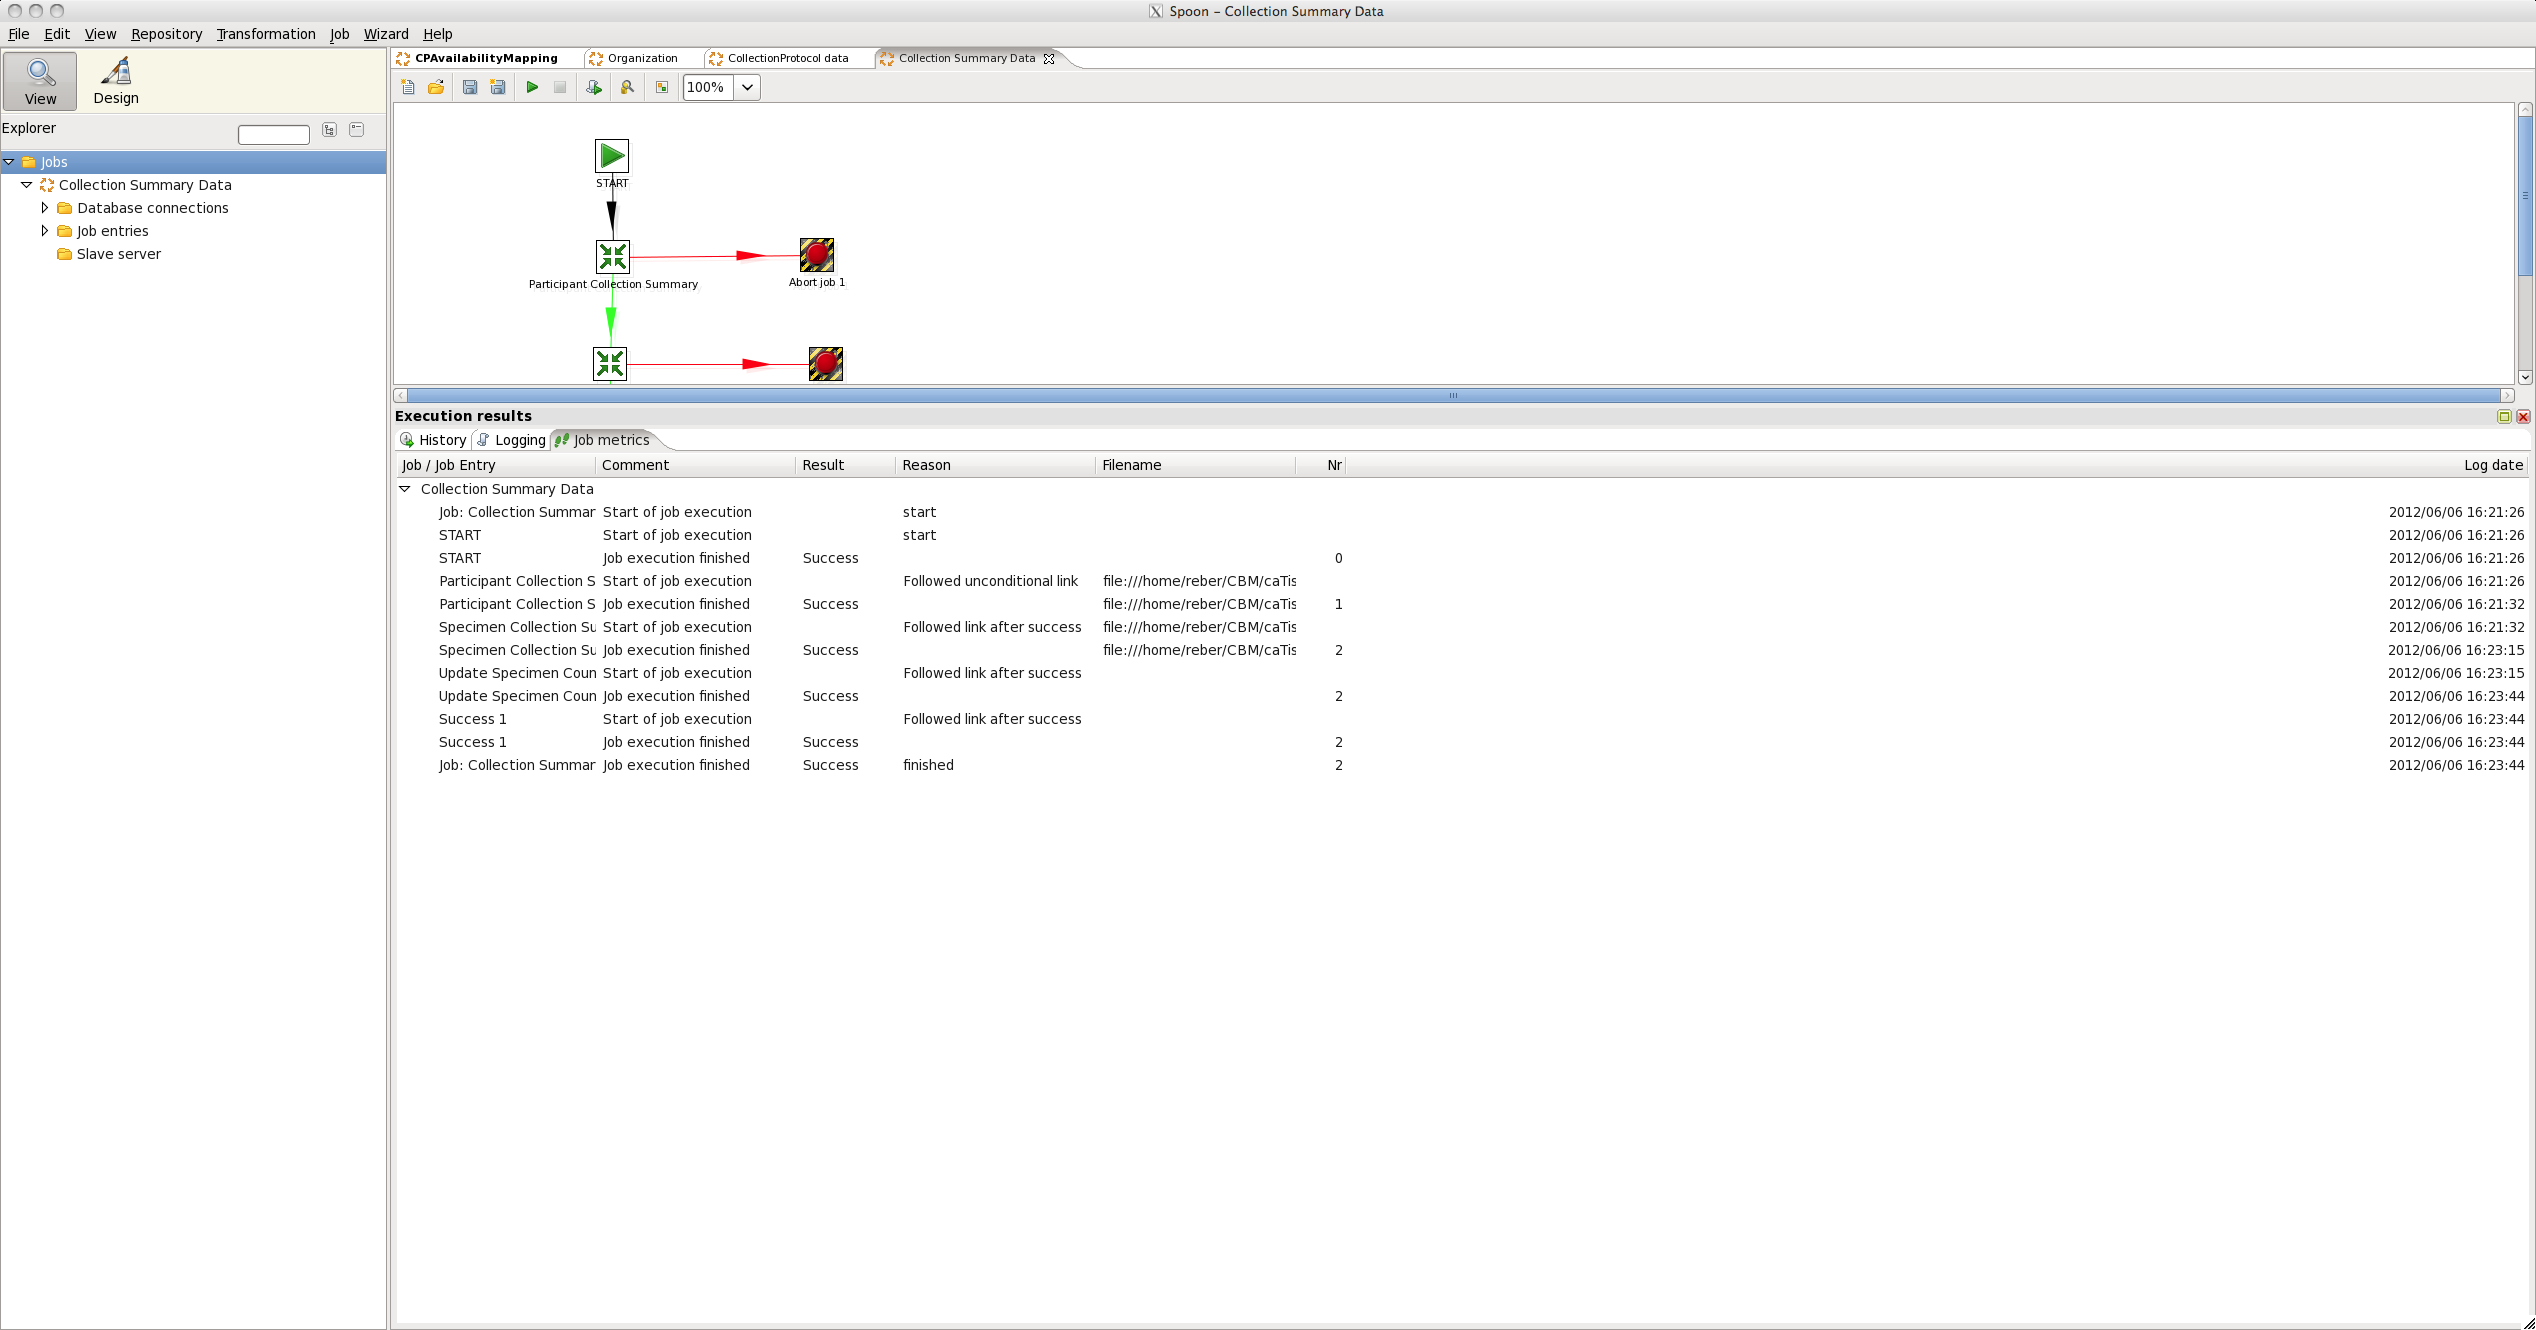 Spoon – Collection Summary Data
File Edit View Repository Transformation Job Wizard Help
View Design
Explorer
Jobs
Collection Summary Data
Database connections
Job entries
Slave server
CPAvailabilityMapping Organization CollectionProtocol data Collection Summary Data
100%
START
Participant Collection Summary Abort job 1
Execution results
History Logging Job metrics
Job / Job Entry Comment Result Reason Filename Nr Log date
Collection Summary Data
Job: Collection Summar Start of job execution start 2012/06/06 16:21:26
START Start of job execution start 2012/06/06 16:21:26
START Job execution finished Success 0 2012/06/06 16:21:26
Participant Collection S Start of job execution Followed unconditional link file:///home/reber/CBM/caTis 2012/06/06 16:21:26
Participant Collection S Job execution finished Success file:///home/reber/CBM/caTis 1 2012/06/06 16:21:32
Specimen Collection Su Start of job execution Followed link after success file:///home/reber/CBM/caTis 2012/06/06 16:21:32
Specimen Collection Su Job execution finished Success file:///home/reber/CBM/caTis 2 2012/06/06 16:23:15
Update Specimen Coun Start of job execution Followed link after success 2012/06/06 16:23:15
Update Specimen Coun Job execution finished Success 2 2012/06/06 16:23:44
Success 1 Start of job execution Followed link after success 2012/06/06 16:23:44
Success 1 Job execution finished Success 2 2012/06/06 16:23:44
Job: Collection Summar Job execution finished Success finished 2 2012/06/06 16:23:44